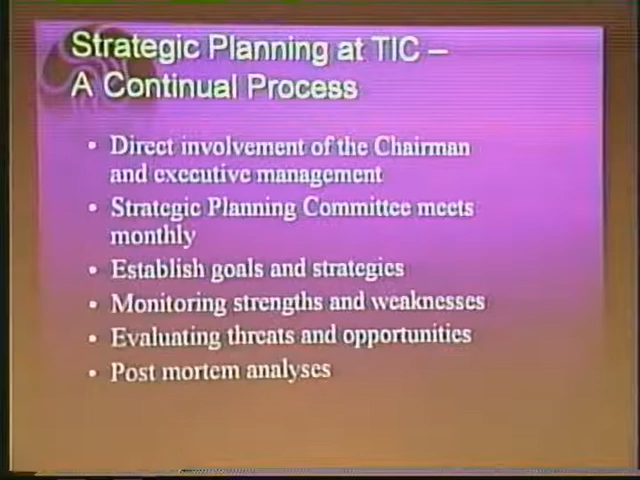 Strategic Planning at TIC –
A Continual Process
• Direct involvement of the Chairman
and executive management
• Strategic Planning Committee meets
monthly
• Establish goals and strategies
• Monitoring strengths and weaknesses
• Evaluating threats and opportunities
• Post mortem analyses